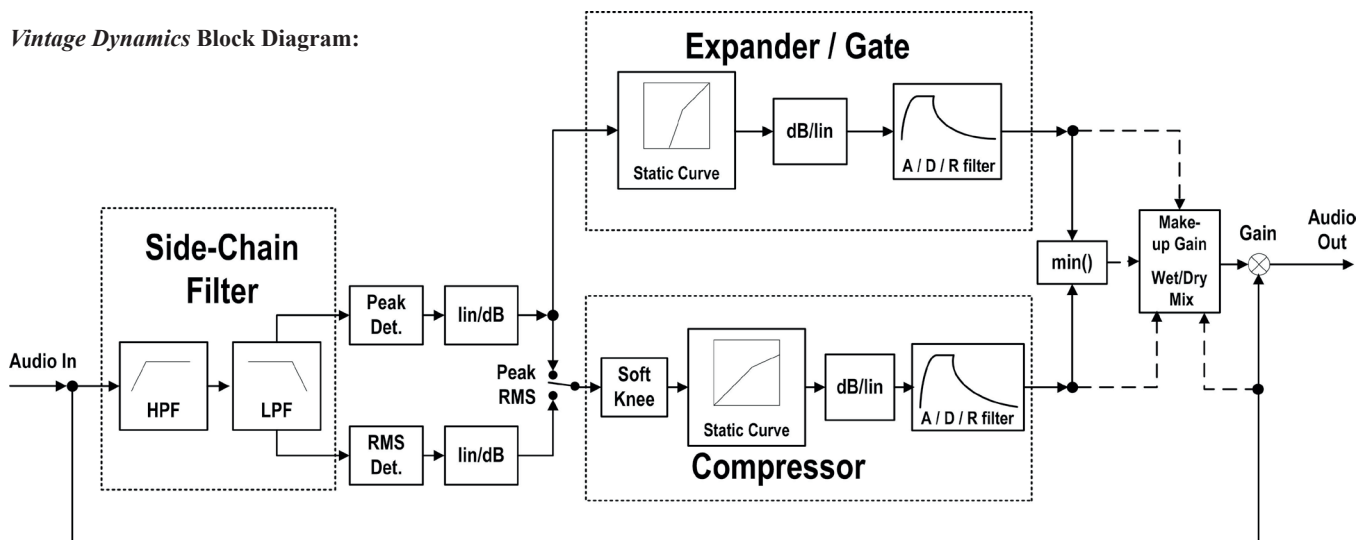 Vintage Dynamics Block Diagram:
Expander / Gate
Static Curve
dB/lin
A / D / R filter
Side-Chain
Filter
Audio In
HPF
LPF
Peak
Det.
lin/dB
RMS
Det.
lin/dB
Peak
RMS
Soft
Knee
Static Curve
dB/lin
A / D / R filter
Compressor
min()
Make-
up Gain
Wet/Dry
Mix
Gain
Audio
Out